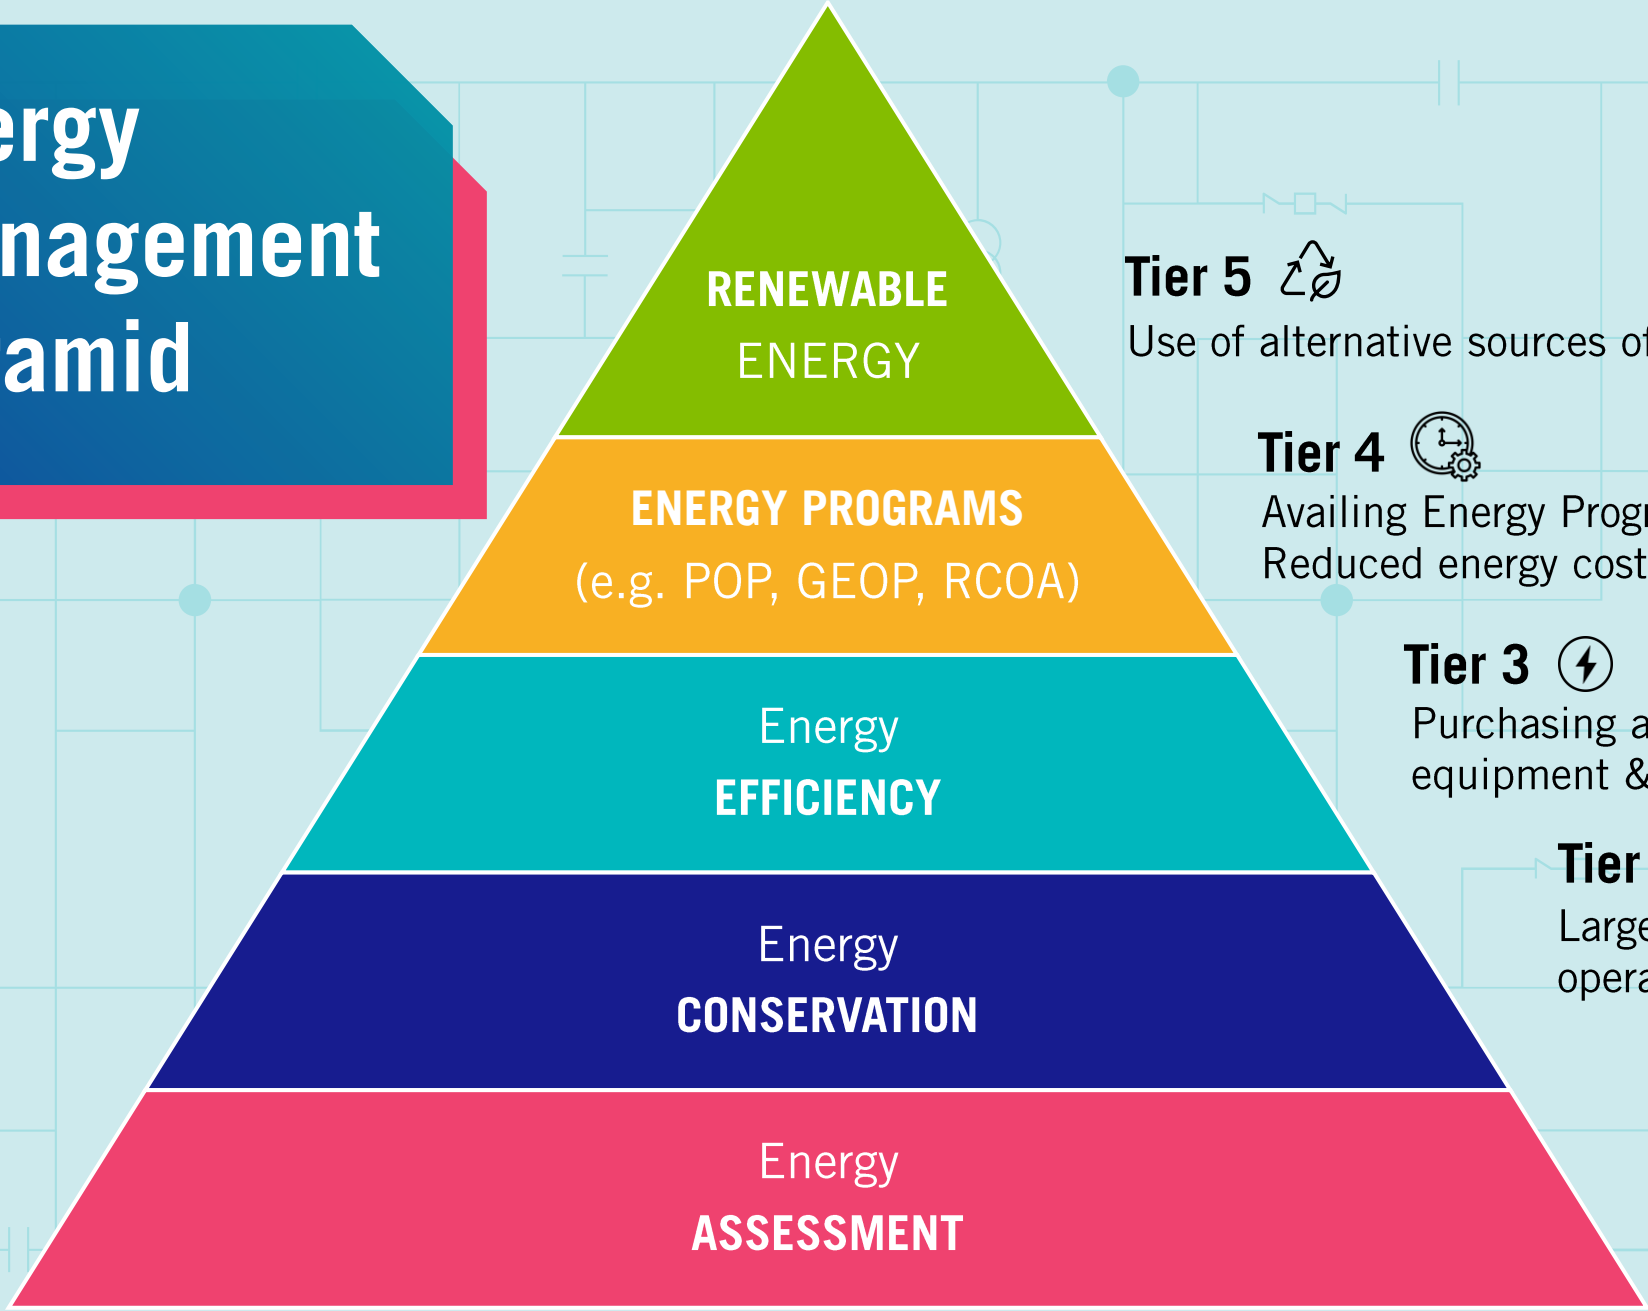 ergy
nagement
amid
RENEWABLE
ENERGY
ENERGY PROGRAMS
(e.g. POP, GEOP, RCOA)
Energy
EFFICIENCY
Energy
CONSERVATION
Energy
ASSESSMENT
Tier 5
Use of alternative sources of
Tier 4
Availing Energy Progr
Reduced energy cost
Tier 3
Purchasing a
equipment &
Tier
Large
opera